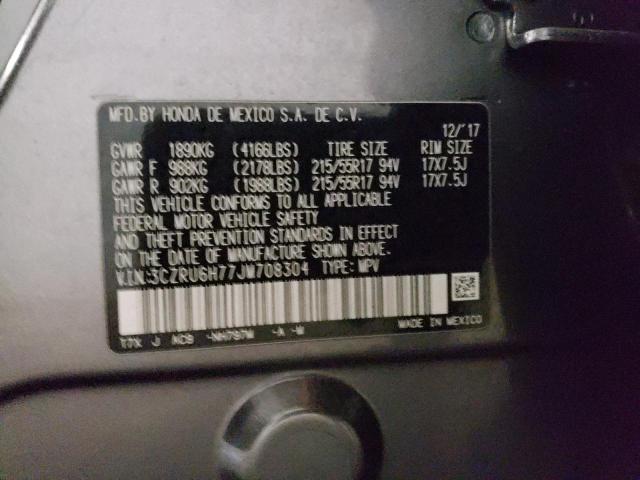 MFD.BY HONDA DE MEXICO S.A. DE C.V.
12/'17
GVWR 1890KG (4166LBS) TIRE SIZE RIM SIZE
GAWR F 988KG (2178LBS) 215/55R17 94V 17X7.5J
GAWR R 902KG (1988LBS) 215/55R17 94V 17X7.5J
THIS VEHICLE CONFORMS TO ALL APPLICABLE
FEDERAL MOTOR VEHICLE SAFETY
AND THEFT PREVENTION STANDARDS IN EFFECT
ON THE DATE OF MANUFACTURE SHOWN ABOVE.
V.I.N.:3CZRU6H77JM708304 TYPE: MPV
T7X J AC9 -NH797M -A -M MADE IN MEXICO